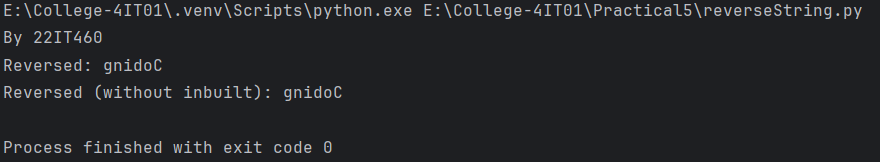 E:\College-4IT01\.venv\Scripts\python.exe E:\College-4IT01\Practical5\reverseString.py
By 22IT460
Reversed: gnidoC
Reversed (without inbuilt): gnidoC
Process finished with exit code 0